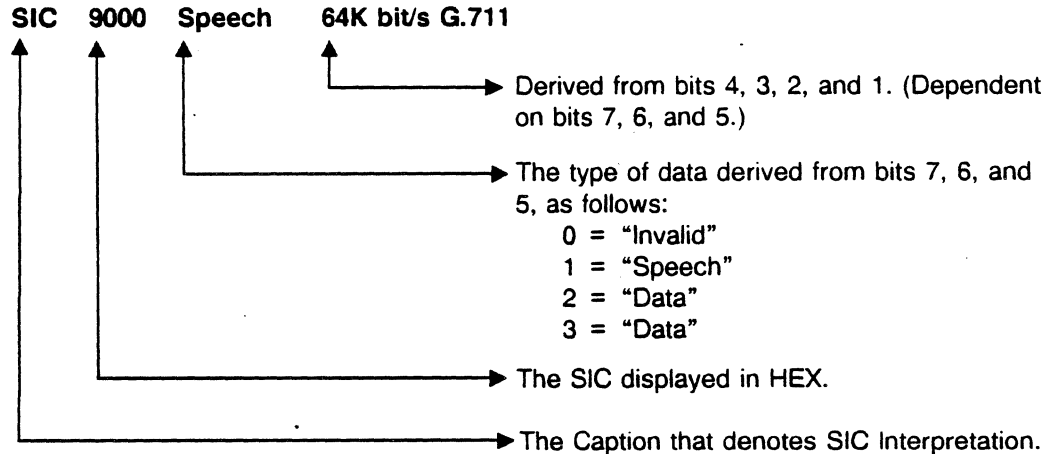 SIC 9000 Speech 64K bit/s G.711
Derived from bits 4, 3, 2, and 1. (Dependent
on bits 7, 6, and 5.)
The type of data derived from bits 7, 6, and
5, as follows:
0 = “Invalid”
1 = “Speech”
2 = “Data”
3 = “Data”
The SIC displayed in HEX.
The Caption that denotes SIC Interpretation.